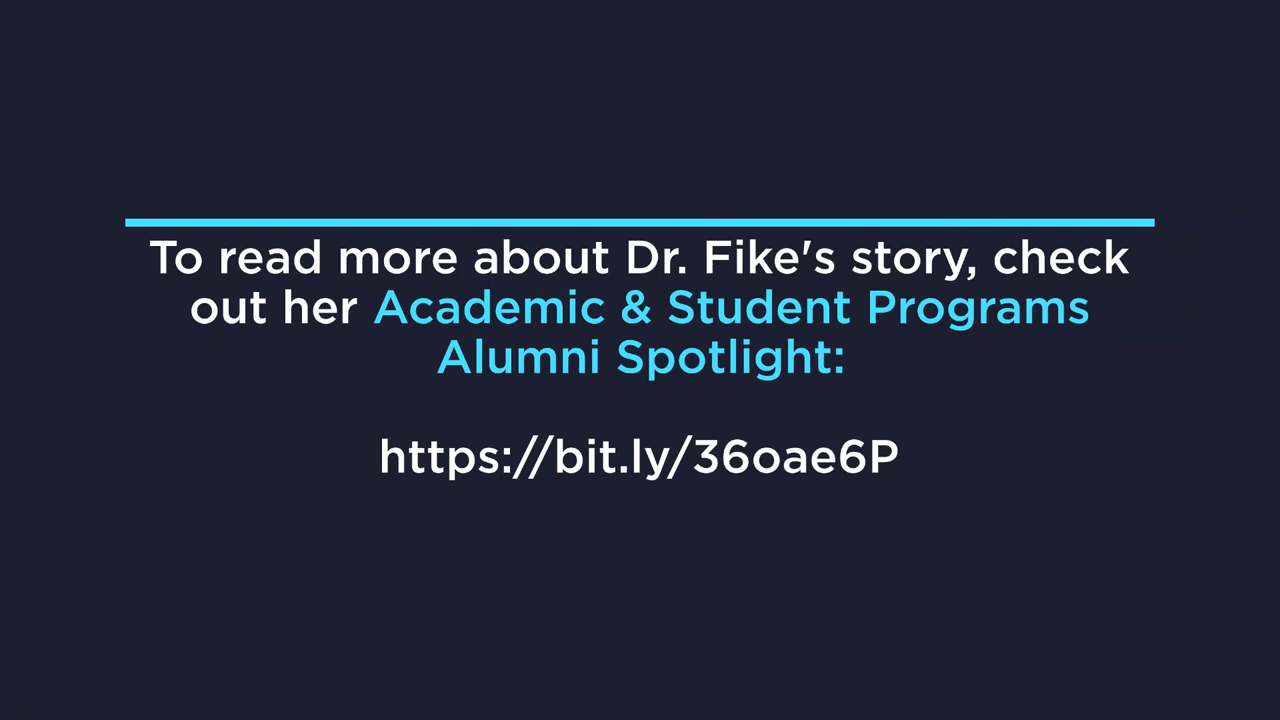 To read more about Dr. Fike's story, check
out her Academic & Student Programs
Alumni Spotlight:
https://bit.ly/36oae6P